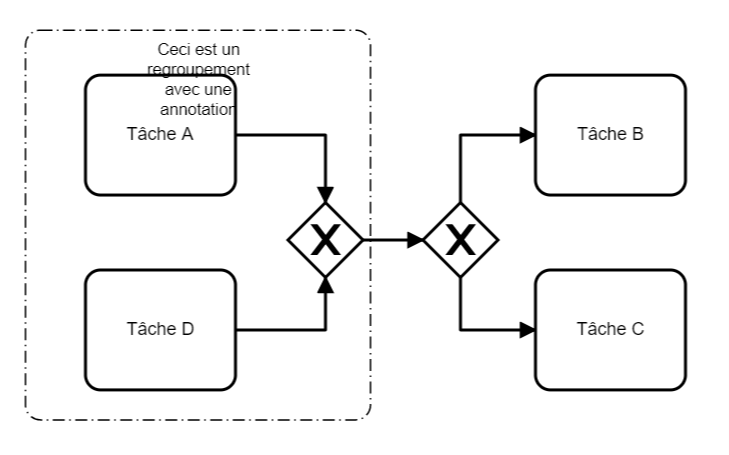 Ceci est un
regroupement
avec une
annotation
Tâche A
Tâche B
X
X
Tâche D
Tâche C